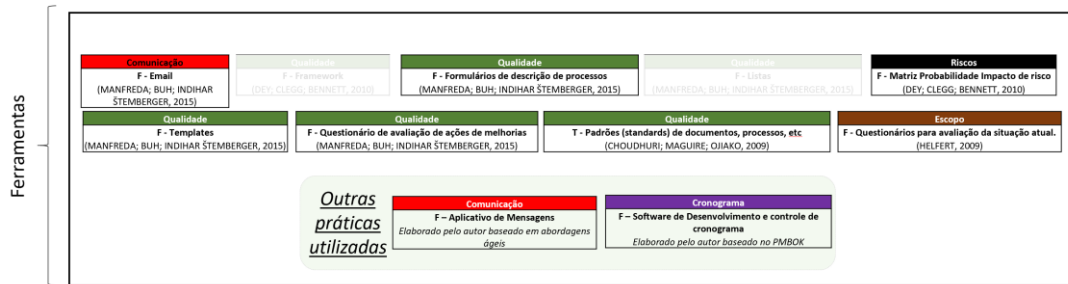 Ferramentas
Comunicação
F - Email
(MANFREDA; BUH; INDIHAR
ŠTEMBERGER, 2015)
Qualidade
F - Framework
(DEY; CLEGG; BENNETT, 2010)
Qualidade
F - Formulários de descrição de processos
(MANFREDA; BUH; INDIHAR ŠTEMBERGER, 2015)
Qualidade
F - Listas
(MANFREDA; BUH; INDIHAR ŠTEMBERGER, 2015)
Riscos
F - Matriz Probabilidade Impacto de risco
(DEY; CLEGG; BENNETT, 2010)
Qualidade
F - Templates
(MANFREDA; BUH; INDIHAR ŠTEMBERGER, 2015)
Qualidade
F - Questionário de avaliação de ações de melhorias
(MANFREDA; BUH; INDIHAR ŠTEMBERGER, 2015)
Qualidade
T - Padrões (standards) de documentos, processos, etc
(CHOUDHURI; MAGUIRE; OJIAKO, 2009)
Escopo
F - Questionários para avaliação da situação atual.
(HELFERT, 2009)
Outras
práticas
utilizadas
Comunicação
F – Aplicativo de Mensagens
Elaborado pelo autor baseado em abordagens
ágeis
Cronograma
F – Software de Desenvolvimento e controle de
cronograma
Elaborado pelo autor baseado no PMBOK